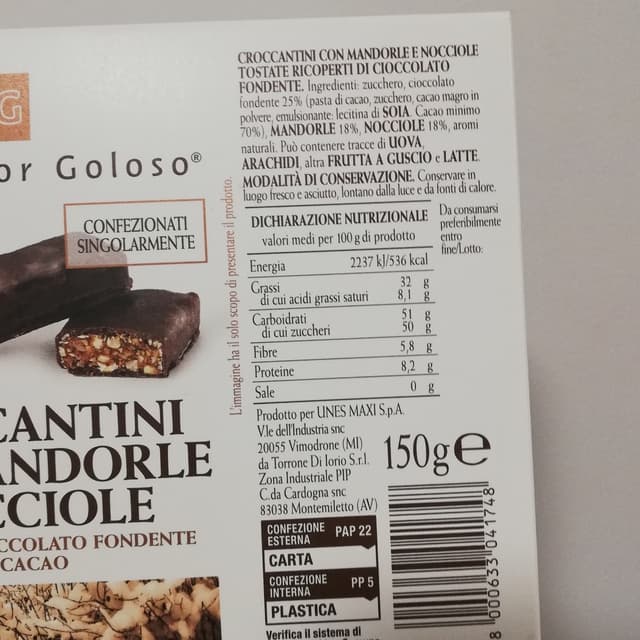 G
or Goloso®
CONFEZIONATI
SINGOLARMENTE
CANTINI
ANDORLE
CCIOLE
CCOLATO FONDENTE
CACAO
L'immagine ha il solo scopo di presentare il prodotto.
CROCCANTINI CON MANDORLE E NOCCIOLE
TOSTATE RICOPERTI DI CIOCCOLATO
FONDENTE. Ingredienti: zucchero, cioccolato
fondente 25% (pasta di cacao, zucchero, cacao magro in
polvere, emulsionante: lecitina di SOIA. Cacao minimo
70%), MANDORLE 18%, NOCCIOLE 18%, aromi
naturali. Può contenere tracce di UOVA,
ARACHIDI, altra FRUTTA A GUSCIO e LATTE.
MODALITÀ DI CONSERVAZIONE. Conservare in
luogo fresco e asciutto, lontano dalla luce e da fonti di calore.
DICHIARAZIONE NUTRIZIONALE
valori medi per 100 g di prodotto
Energia 2237 kJ/536 kcal
Grassi 32 g
di cui acidi grassi saturi 8,1 g
Carboidrati 51 g
di cui zuccheri 50 g
Fibre 5,8 g
Proteine 8,2 g
Sale 0 g
Da consumarsi
preferibilmente
entro
fine/Lotto:
Prodotto per UNES MAXI S.p.A.
V.le dell'Industria snc
20055 Vimodrone (MI)
da Torrone Di Iorio S.r.l.
Zona Industriale PIP
C.da Cardogna snc
83038 Montemiletto (AV)
150g e
CONFEZIONE
ESTERNA PAP 22
CARTA
CONFEZIONE
INTERNA PP 5
PLASTICA
Verifica il sistema di
8 000633 041748